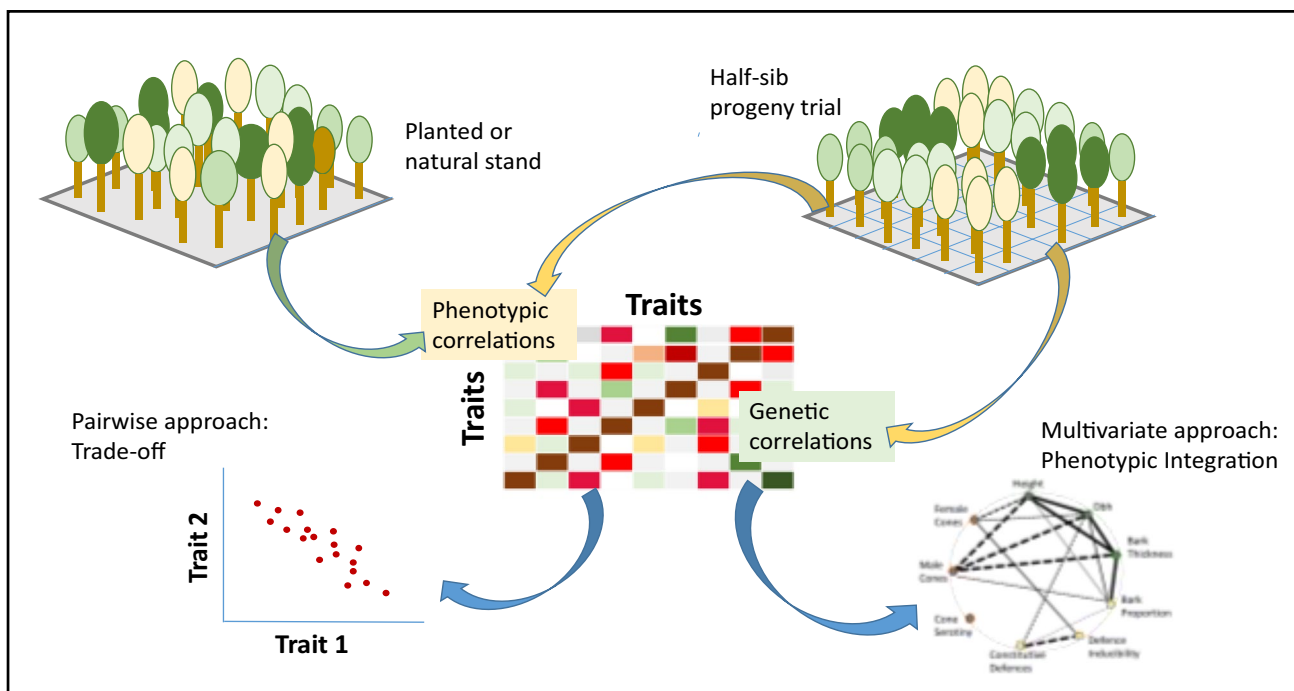 Half-sib
progeny trial
Planted or
natural stand
Traits
Phenotypic
correlations
Traits
Genetic
correlations
Pairwise approach:
Trade-off
Trait 2
Trait 1
Multivariate approach:
Phenotypic Integration
Height
Dbh
Female
Cones
Bark
Thickness
Male
Cones
Bark
Proportion
Cone
Serotiny
Defence
Inducibility
Constitutive
Defences